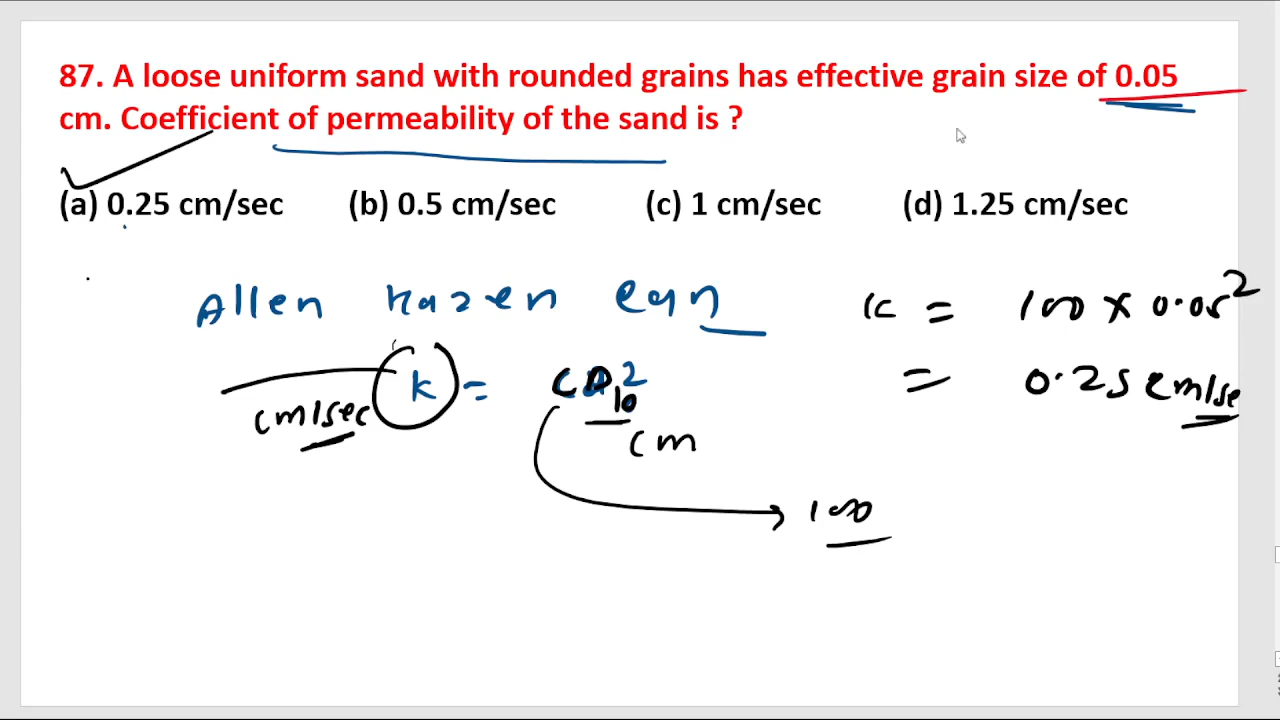 87. A loose uniform sand with rounded grains has effective grain size of 0.05
cm. Coefficient of permeability of the sand is ?
(a) 0.25 cm/sec (b) 0.5 cm/sec (c) 1 cm/sec (d) 1.25 cm/sec
Allen hazen eqn
k = 100 x 0.05²
k = C D₁₀²
= 0.25 cm/se
cm/sec
cm
100